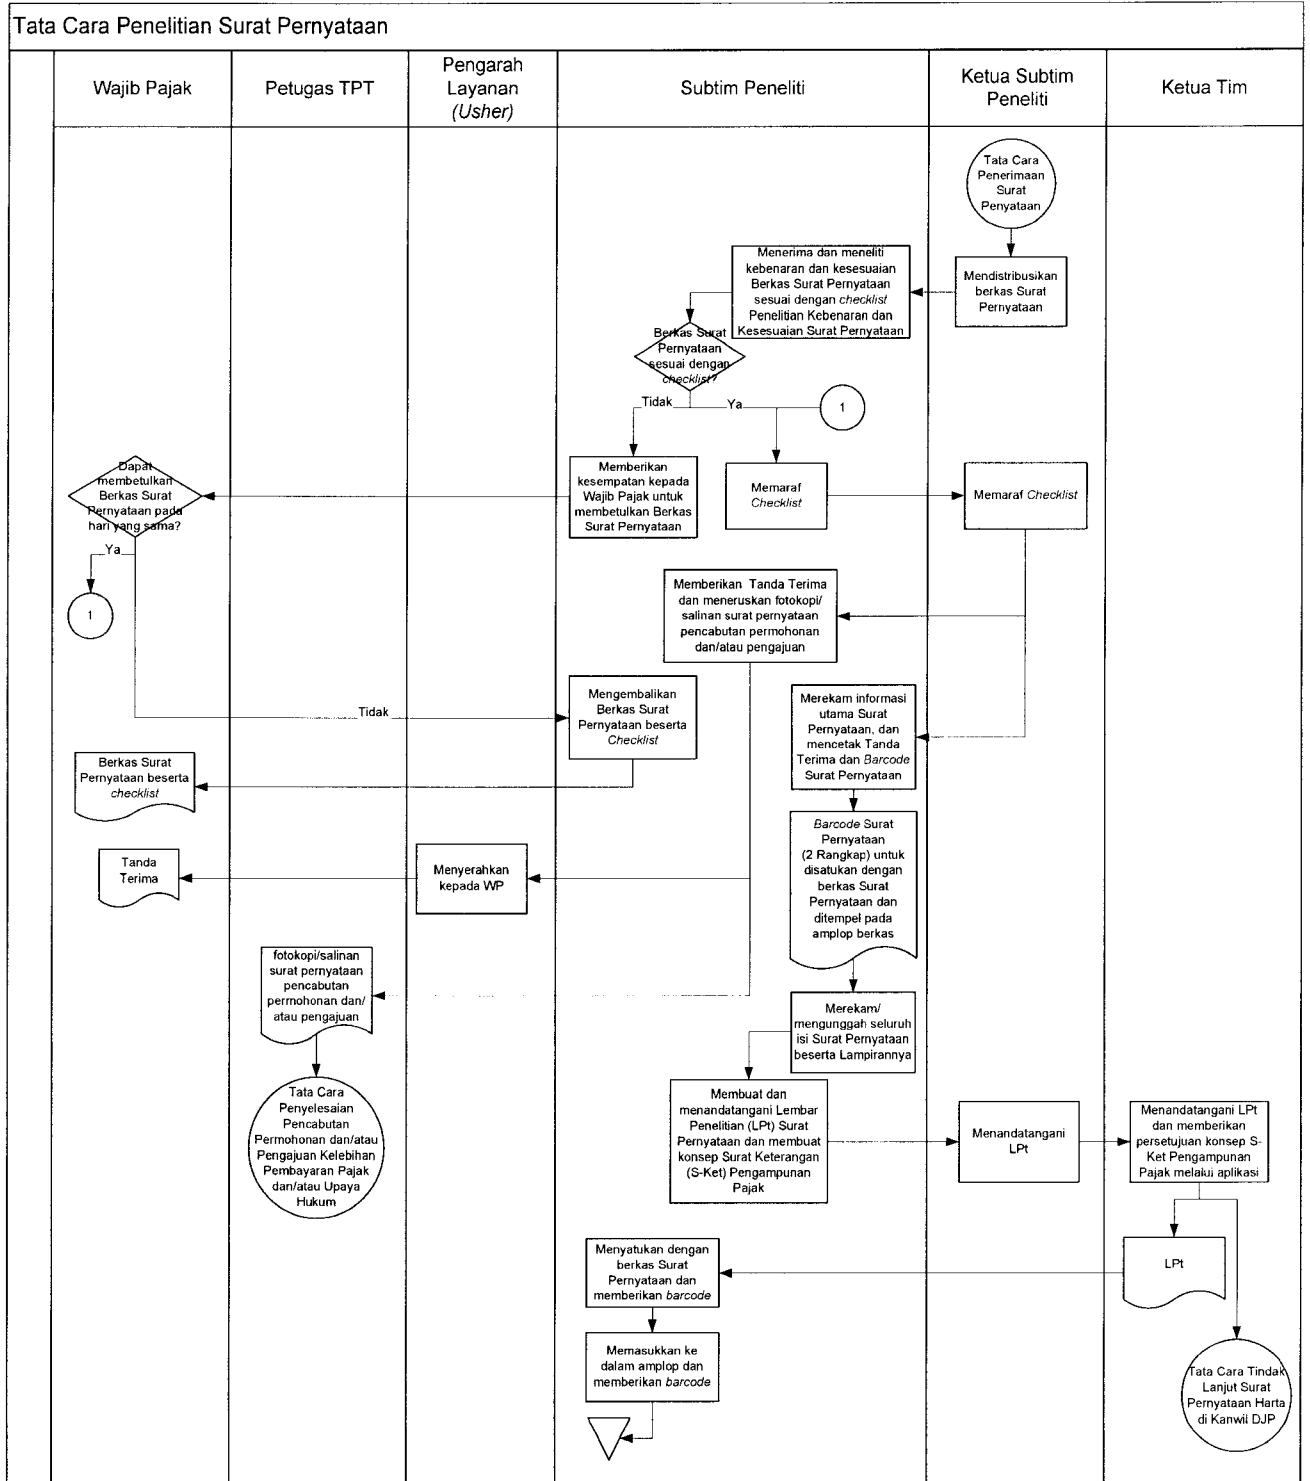 Tata Cara Penelitian Surat Pernyataan
Wajib Pajak
Petugas TPT
Pengarah
Layanan
(Usher)
Subtim Peneliti
Ketua Subtim
Peneliti
Ketua Tim
Tata Cara
Penerimaan
Surat
Penyataan
Mendistribusikan
berkas Surat
Pernyataan
Menerima dan meneliti
kebenaran dan kesesuaian
Berkas Surat Pernyataan
sesuai dengan checklist
Penelitian Kebenaran dan
Kesesuaian Surat Pernyataan
Berkas Surat
Pernyataan
sesuai dengan
checklist?
Tidak
Ya
1
Dapat
membetulkan
Berkas Surat
Pernyataan pada
hari yang sama?
Memberikan
kesempatan kepada
Wajib Pajak untuk
membetulkan Berkas
Surat Pernyataan
Memaraf
Checklist
Memaraf Checklist
Ya
1
Memberikan Tanda Terima
dan meneruskan fotokopi/
salinan surat pernyataan
pencabutan permohonan
dan/atau pengajuan
Tidak
Mengembalikan
Berkas Surat
Pernyataan beserta
Checklist
Merekam informasi
utama Surat
Pernyataan, dan
mencetak Tanda
Terima dan Barcode
Surat Pernyataan
Berkas Surat
Pernyataan beserta
checklist
Barcode Surat
Pernyataan
(2 Rangkap) untuk
disatukan dengan
berkas Surat
Pernyataan dan
ditempel pada
amplop berkas
Tanda
Terima
Menyerahkan
kepada WP
fotokopi/salinan
surat pernyataan
pencabutan
permohonan dan/
atau pengajuan
Merekam/
mengunggah seluruh
isi Surat Pernyataan
beserta Lampirannya
Tata Cara
Penyelesaian
Pencabutan
Permohonan dan/atau
Pengajuan Kelebihan
Pembayaran Pajak
dan/atau Upaya
Hukum
Membuat dan
menandatangani Lembar
Penelitian (LPt) Surat
Pernyataan dan membuat
konsep Surat Keterangan
(S-Ket) Pengampunan
Pajak
Menandatangani
LPt
Menandatangani LPt
dan memberikan
persetujuan konsep S-
Ket Pengampunan
Pajak melalui aplikasi
LPt
Menyatukan dengan
berkas Surat
Pernyataan dan
memberikan barcode
Memasukkan ke
dalam amplop dan
memberikan barcode
Tata Cara Tindak
Lanjut Surat
Pernyataan Harta
di Kanwil DJP